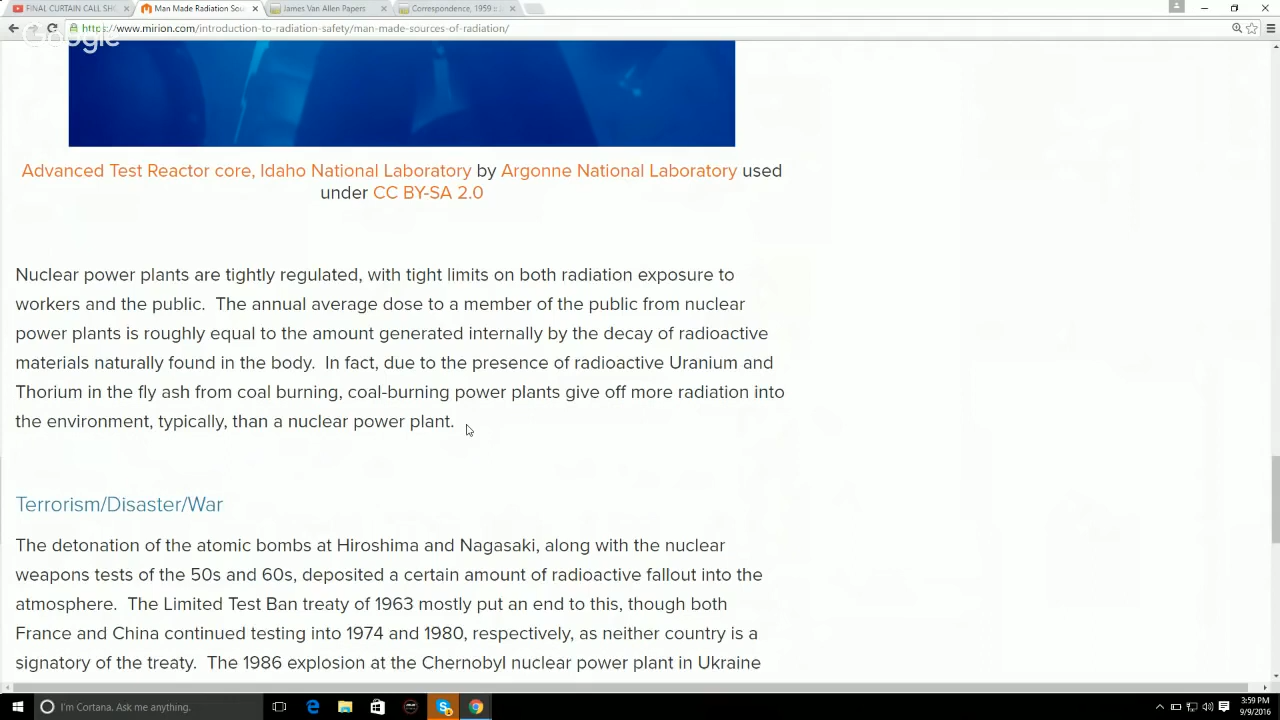 FINAL CURTAIN CALL SH
Man Made Radiation Sou
James Van Allen Papers
Correspondence, 1959
https://www.mirion.com/introduction-to-radiation-safety/man-made-sources-of-radiation/
Google
Advanced Test Reactor core, Idaho National Laboratory by Argonne National Laboratory used
under CC BY-SA 2.0
Nuclear power plants are tightly regulated, with tight limits on both radiation exposure to
workers and the public. The annual average dose to a member of the public from nuclear
power plants is roughly equal to the amount generated internally by the decay of radioactive
materials naturally found in the body. In fact, due to the presence of radioactive Uranium and
Thorium in the fly ash from coal burning, coal-burning power plants give off more radiation into
the environment, typically, than a nuclear power plant.
Terrorism/Disaster/War
The detonation of the atomic bombs at Hiroshima and Nagasaki, along with the nuclear
weapons tests of the 50s and 60s, deposited a certain amount of radioactive fallout into the
atmosphere. The Limited Test Ban treaty of 1963 mostly put an end to this, though both
France and China continued testing into 1974 and 1980, respectively, as neither country is a
signatory of the treaty. The 1986 explosion at the Chernobyl nuclear power plant in Ukraine
I'm Cortana. Ask me anything.
3:59 PM
9/9/2016